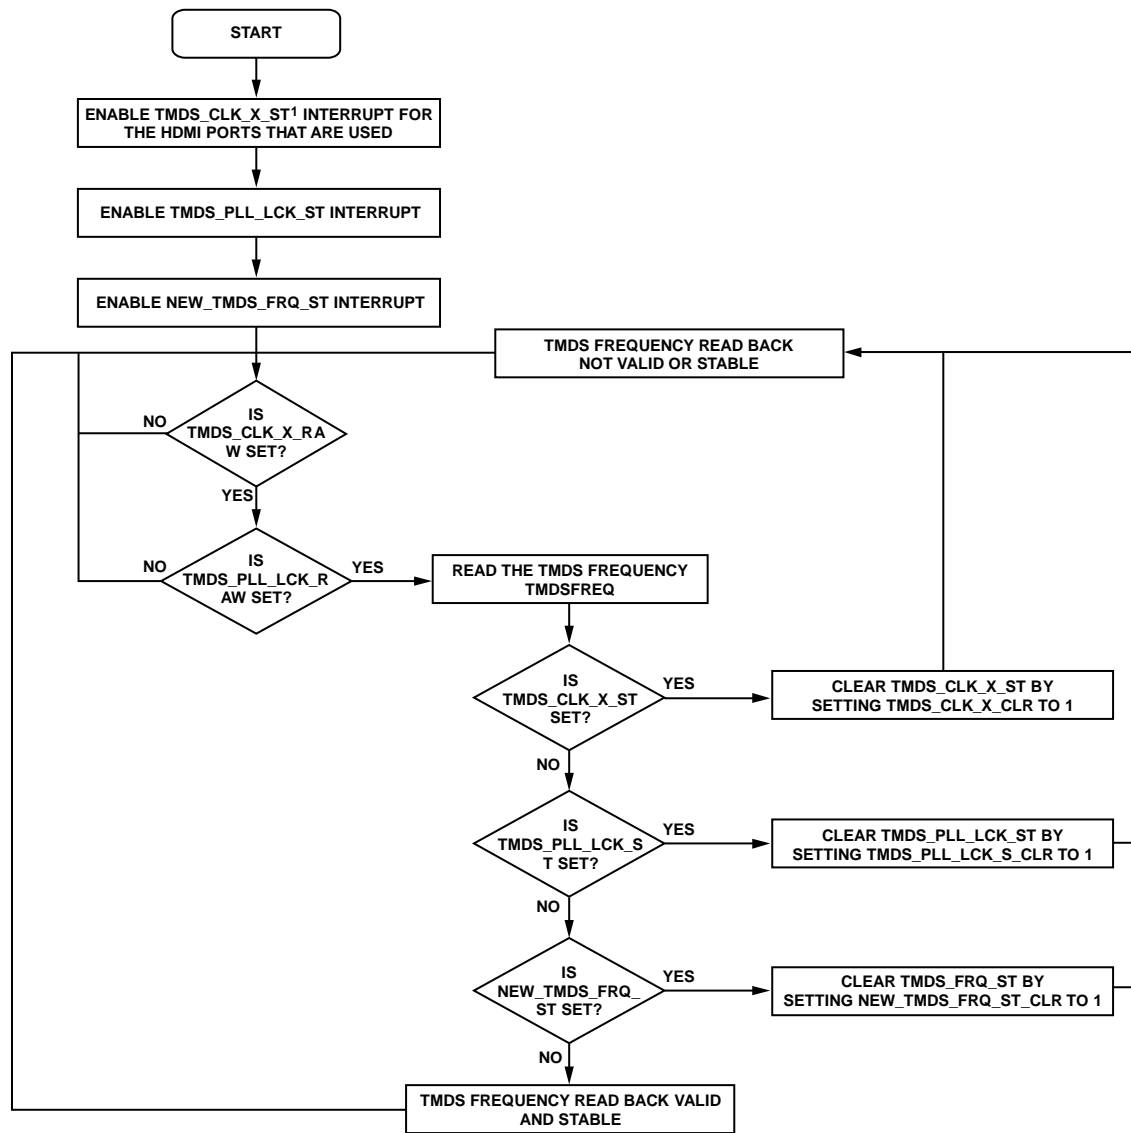 START
ENABLE TMDS_CLK_X_ST1 INTERRUPT FOR
THE HDMI PORTS THAT ARE USED
ENABLE TMDS_PLL_LCK_ST INTERRUPT
ENABLE NEW_TMDS_FRQ_ST INTERRUPT
TMDS FREQUENCY READ BACK
NOT VALID OR STABLE
IS
TMDS_CLK_X_RA
W SET?
NO
YES
IS
TMDS_PLL_LCK_R
AW SET?
NO
YES
READ THE TMDS FREQUENCY
TMDSFREQ
IS
TMDS_CLK_X_ST
SET?
YES
CLEAR TMDS_CLK_X_ST BY
SETTING TMDS_CLK_X_CLR TO 1
NO
IS
TMDS_PLL_LCK_S
T SET?
YES
CLEAR TMDS_PLL_LCK_ST BY
SETTING TMDS_PLL_LCK_S_CLR TO 1
NO
IS
NEW_TMDS_FRQ_
ST SET?
YES
CLEAR TMDS_FRQ_ST BY
SETTING NEW_TMDS_FRQ_ST_CLR TO 1
NO
TMDS FREQUENCY READ BACK VALID
AND STABLE